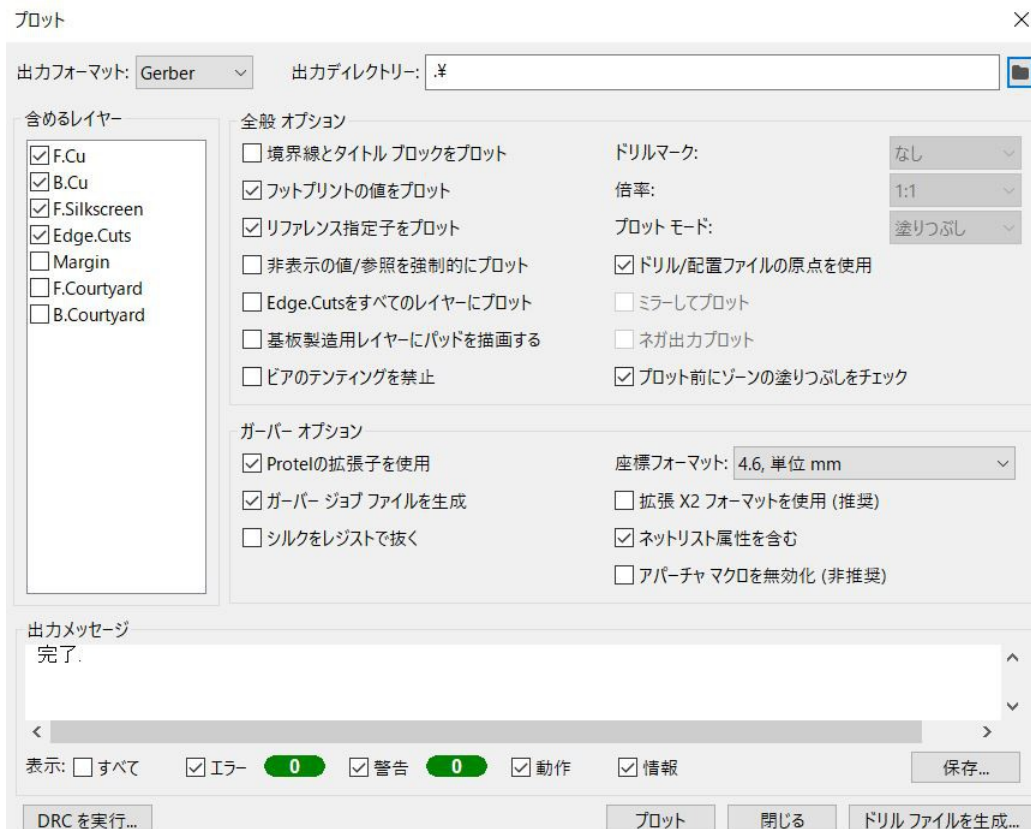 プロット
出力フォーマット: Gerber 出力ディレクトリー: .¥
含めるレイヤー
F.Cu
B.Cu
F.Silkscreen
Edge.Cuts
Margin
F.Courtyard
B.Courtyard
全般 オプション
境界線とタイトル ブロックをプロット
フットプリントの値をプロット
リファレンス指定子をプロット
非表示の値/参照を強制的にプロット
Edge.Cutsをすべてのレイヤーにプロット
基板製造用レイヤーにパッドを描画する
ビアのテンティングを禁止
ドリルマーク: なし
倍率: 1:1
プロット モード: 塗りつぶし
ドリル/配置ファイルの原点を使用
ミラーしてプロット
ネガ出力プロット
プロット前にゾーンの塗りつぶしをチェック
ガーバー オプション
Protelの拡張子を使用
ガーバー ジョブ ファイルを生成
シルクをレジストで抜く
座標フォーマット: 4.6, 単位 mm
拡張 X2 フォーマットを使用 (推奨)
ネットリスト属性を含む
アパーチャ マクロを無効化 (非推奨)
出力メッセージ
完了.
表示: すべて エラー 0 警告 0 動作 情報 保存...
DRC を実行... プロット 閉じる ドリル ファイルを生成...